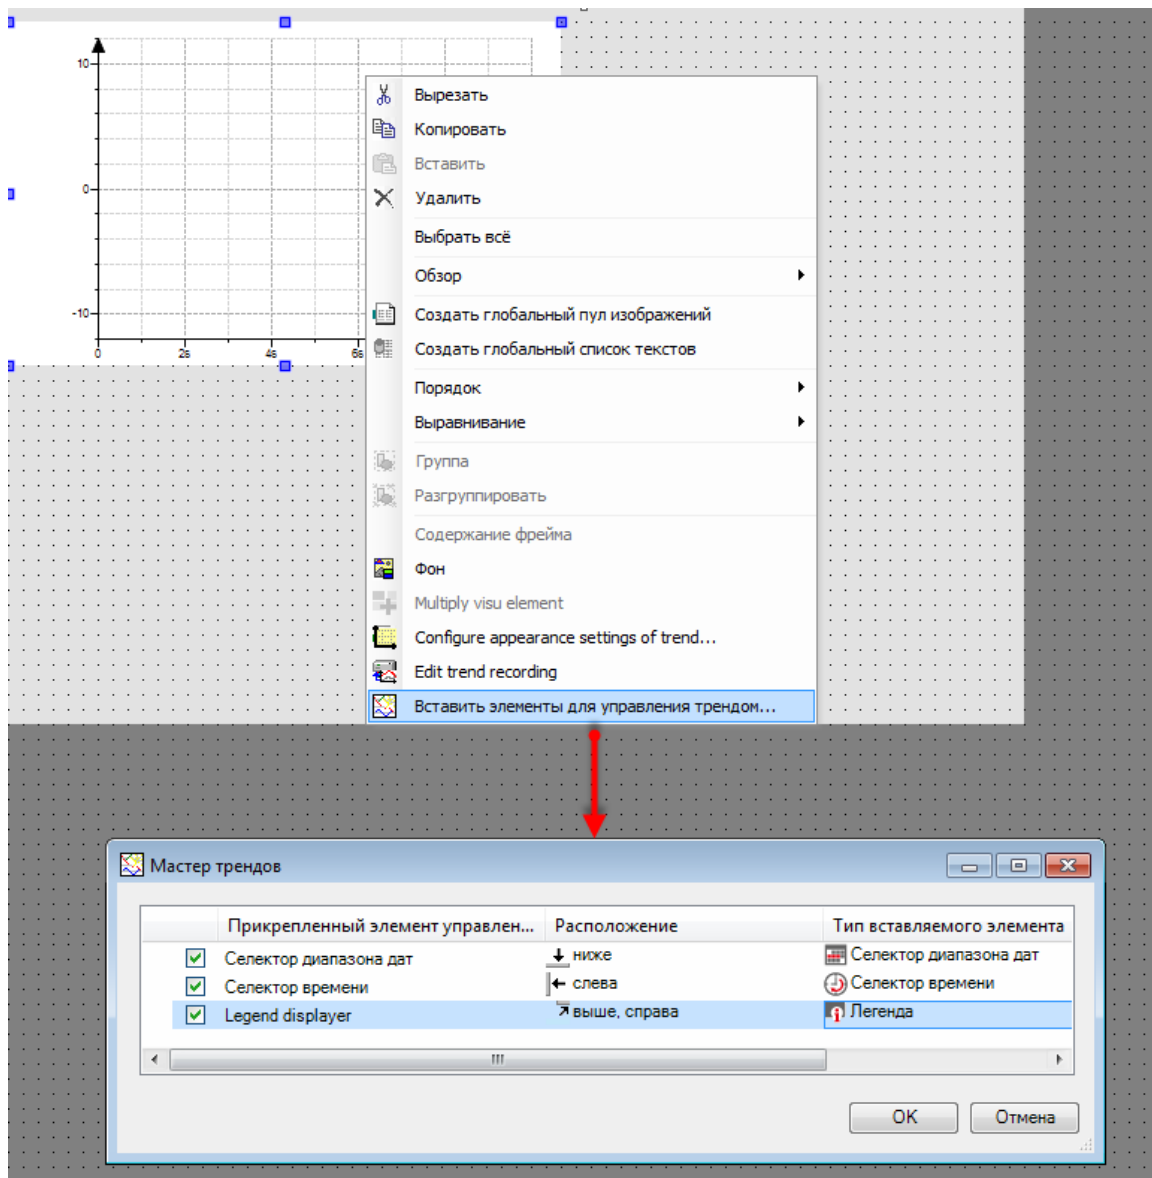 10
0
-10
0 2s 4s 6s
Вырезать
Копировать
Вставить
Удалить
Выбрать всё
Обзор
Создать глобальный пул изображений
Создать глобальный список текстов
Порядок
Выравнивание
Группа
Разгруппировать
Содержание фрейма
Фон
Multiply visu element
Configure appearance settings of trend...
Edit trend recording
Вставить элементы для управления трендом...
Мастер трендов
Прикрепленный элемент управлен... Расположение Тип вставляемого элемента
Селектор диапазона дат ниже Селектор диапазона дат
Селектор времени слева Селектор времени
Legend displayer выше, справа Легенда
OK Отмена